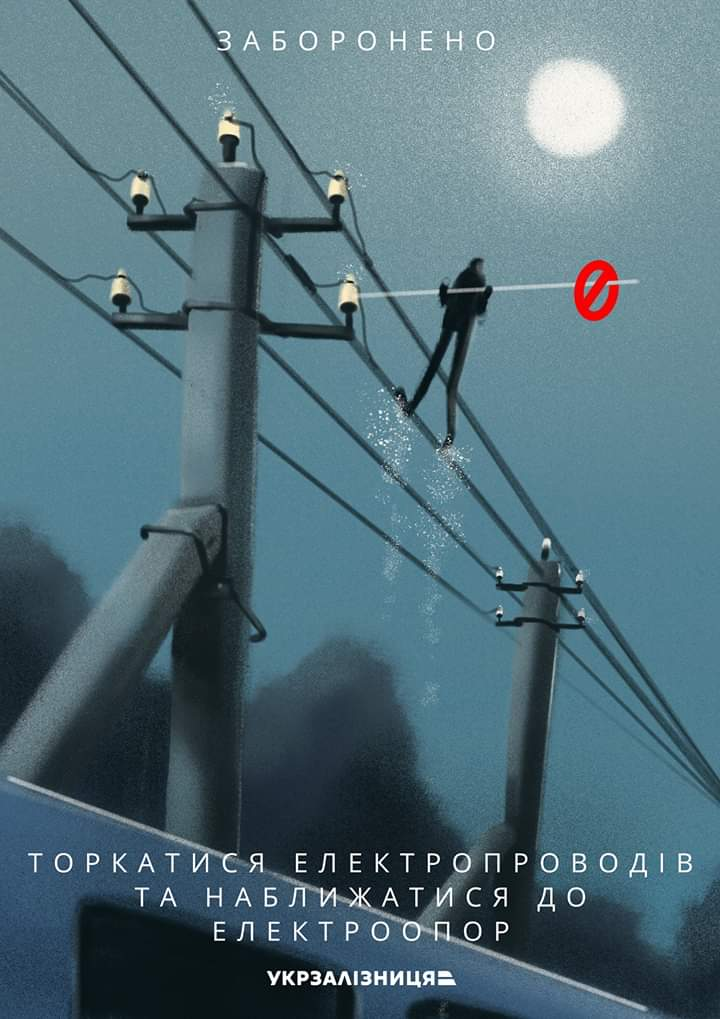 ЗАБОРОНЕНО
ТОРКАТИСЯ ЕЛЕКТРОПРОВОДІВ
ТА НАБЛИЖАТИСЯ ДО
ЕЛЕКТРООПОР
УКРЗАЛІЗНИЦЯ